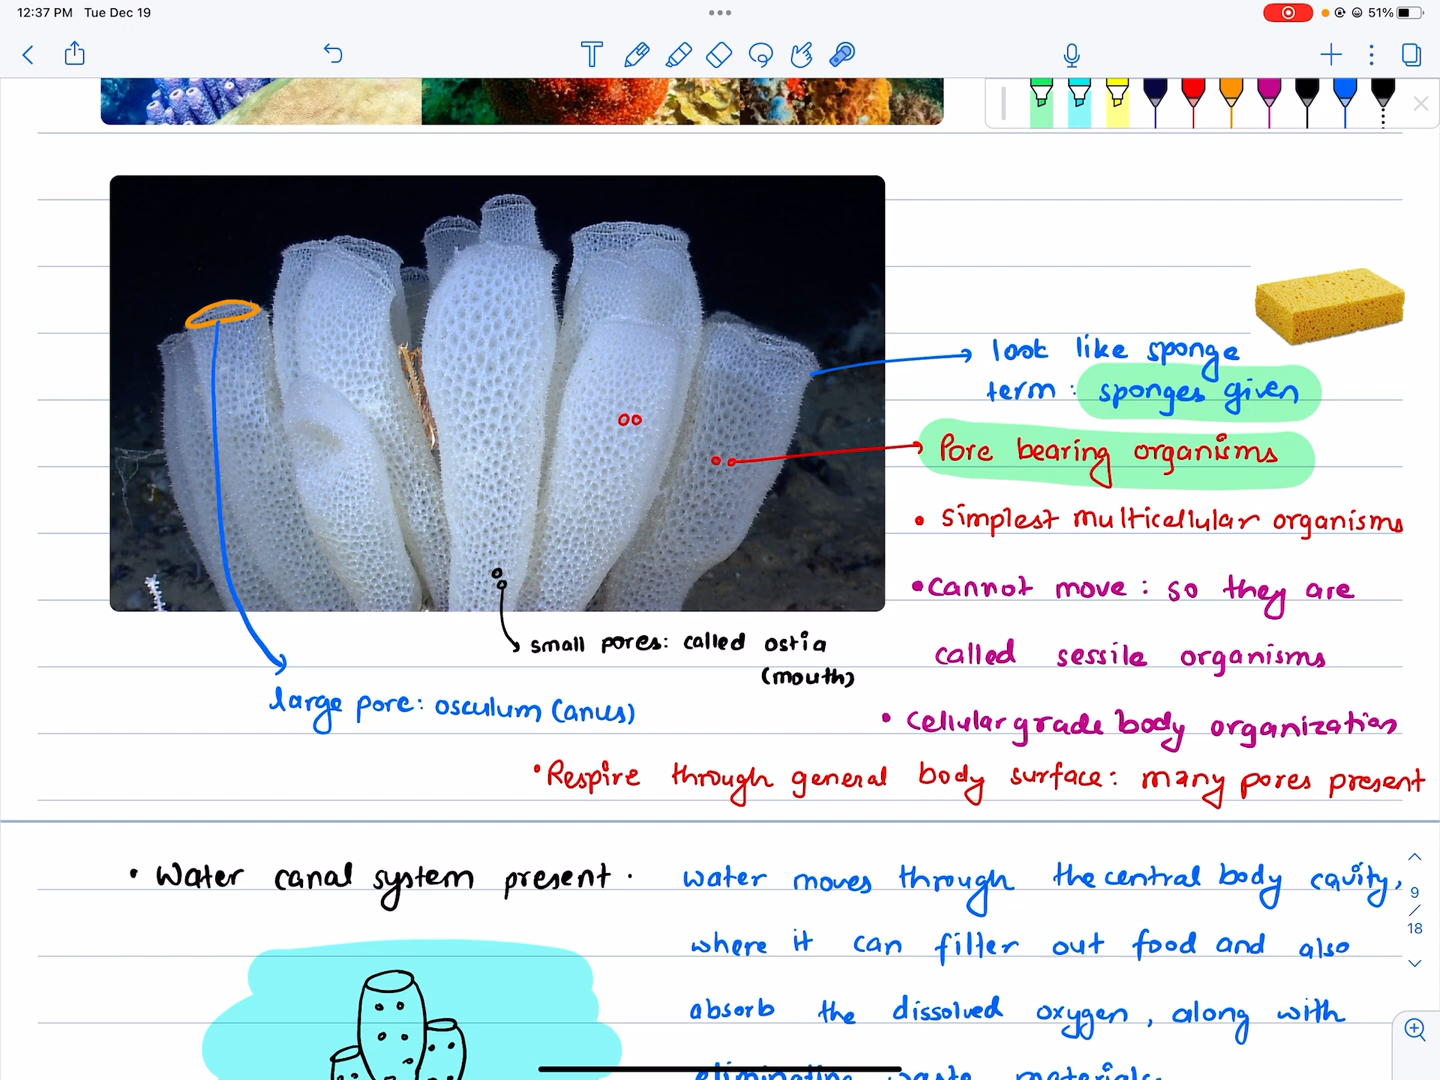 12:37 PM Tue Dec 19
51%
look like sponge
term : sponges given
Pore bearing organisms
• Simplest multicellular organisms
• Cannot move : so they are
called sessile organisms
small pores: called ostia
(mouth)
large pore: osculum (anus)
• cellular grade body organization
• Respire through general body surface: many pores present
• Water canal system present .
water moves through the central body cavity,
where it can filter out food and also
absorb the dissolved oxygen, along with
eliminating waste materials.
9
/
18